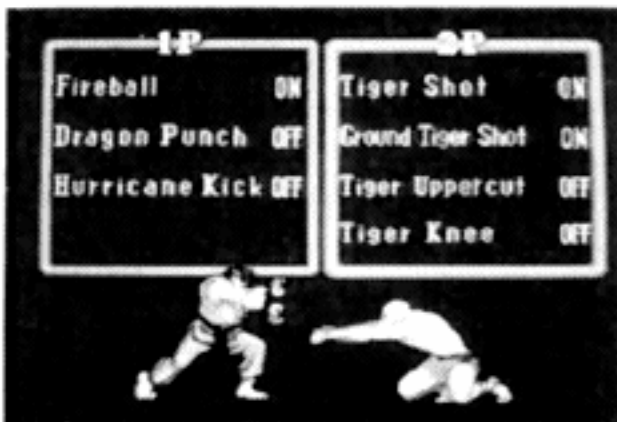 1P
Fireball ON
Dragon Punch OFF
Hurricane Kick OFF
2P
Tiger Shot ON
Ground Tiger Shot ON
Tiger Uppercut OFF
Tiger Knee OFF